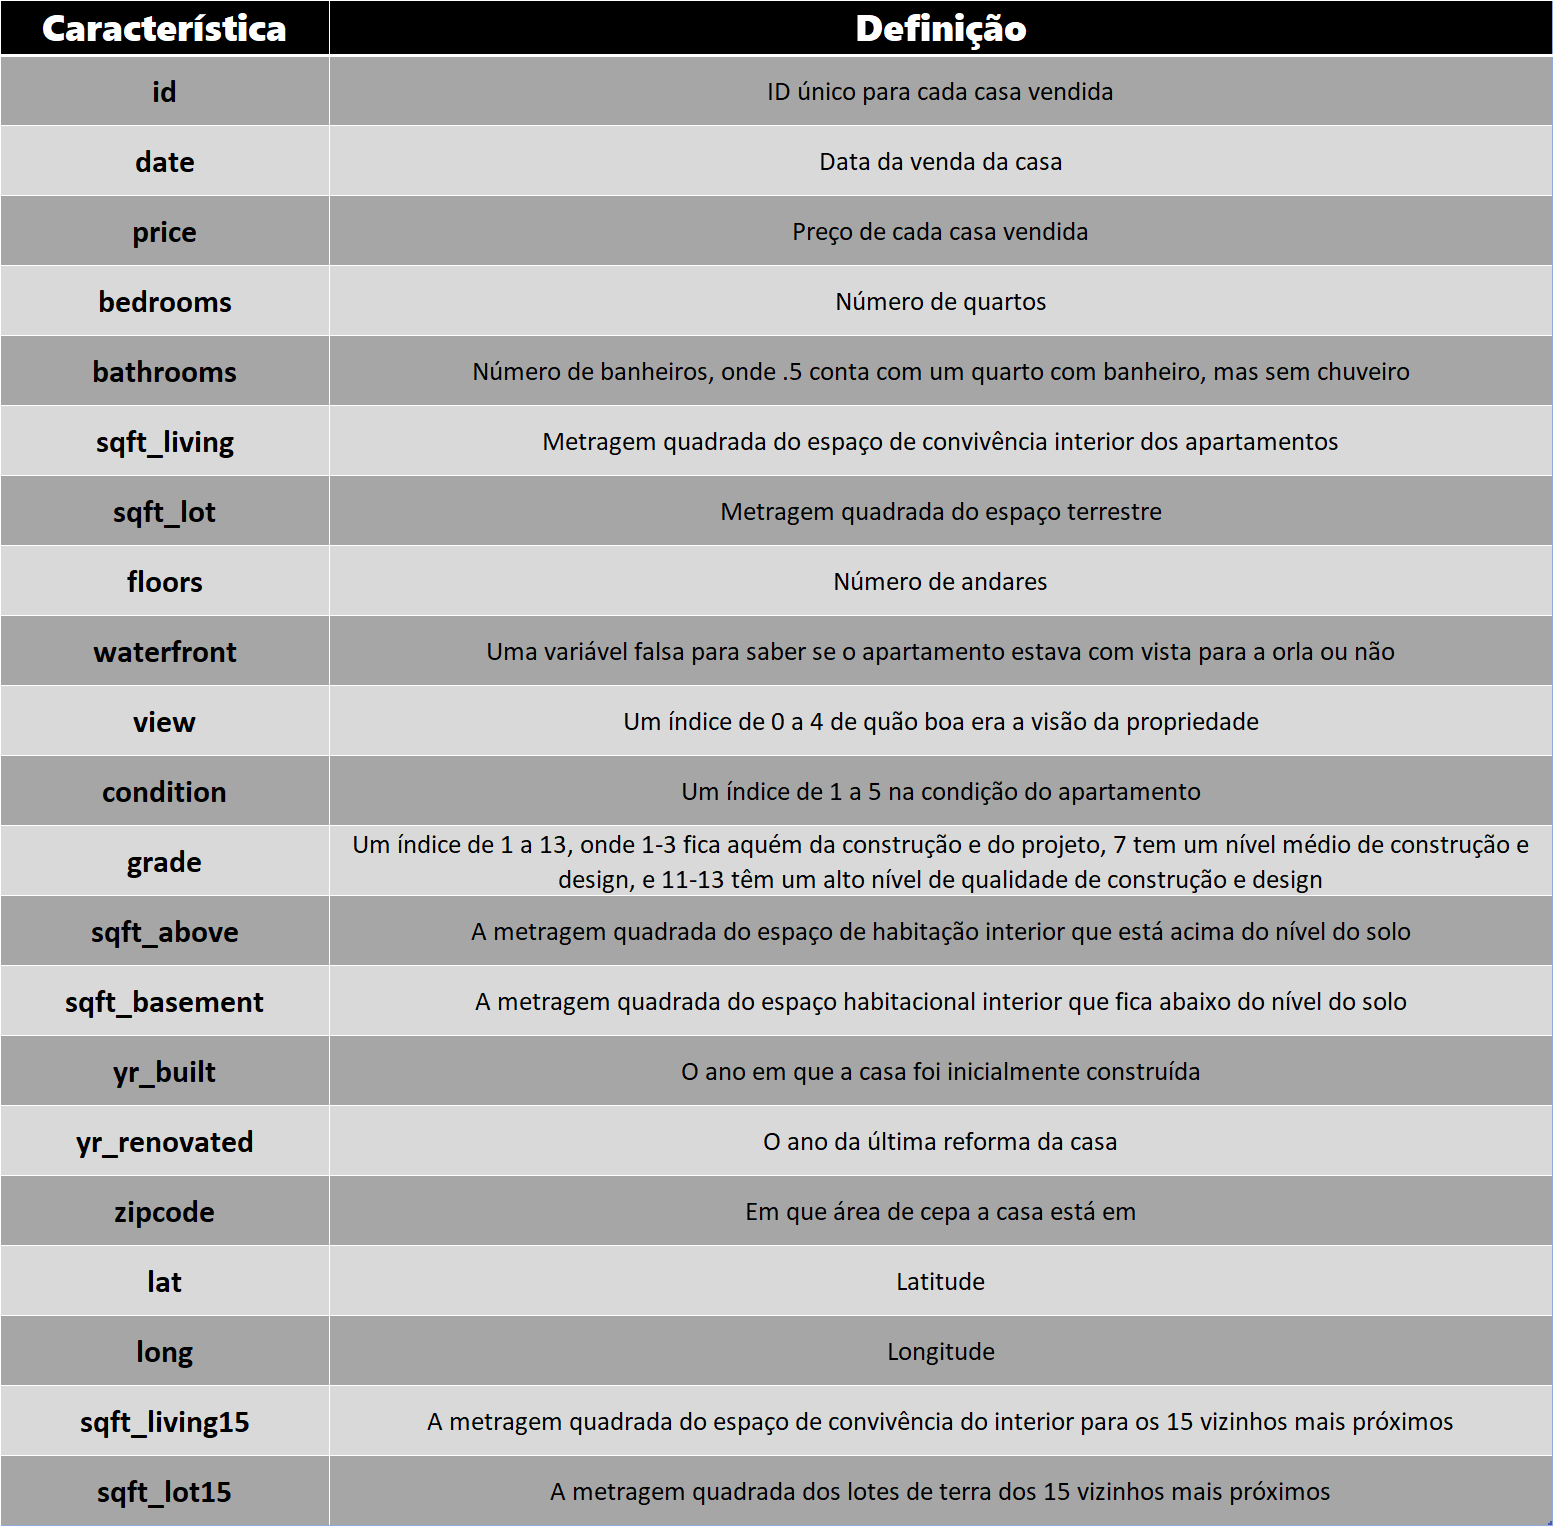 Característica Definição
id ID único para cada casa vendida
date Data da venda da casa
price Preço de cada casa vendida
bedrooms Número de quartos
bathrooms Número de banheiros, onde .5 conta com um quarto com banheiro, mas sem chuveiro
sqft_living Metragem quadrada do espaço de convivência interior dos apartamentos
sqft_lot Metragem quadrada do espaço terrestre
floors Número de andares
waterfront Uma variável falsa para saber se o apartamento estava com vista para a orla ou não
view Um índice de 0 a 4 de quão boa era a visão da propriedade
condition Um índice de 1 a 5 na condição do apartamento
grade Um índice de 1 a 13, onde 1-3 fica aquém da construção e do projeto, 7 tem um nível médio de construção e
design, e 11-13 têm um alto nível de qualidade de construção e design
sqft_above A metragem quadrada do espaço de habitação interior que está acima do nível do solo
sqft_basement A metragem quadrada do espaço habitacional interior que fica abaixo do nível do solo
yr_built O ano em que a casa foi inicialmente construída
yr_renovated O ano da última reforma da casa
zipcode Em que área de cepa a casa está em
lat Latitude
long Longitude
sqft_living15 A metragem quadrada do espaço de convivência do interior para os 15 vizinhos mais próximos
sqft_lot15 A metragem quadrada dos lotes de terra dos 15 vizinhos mais próximos